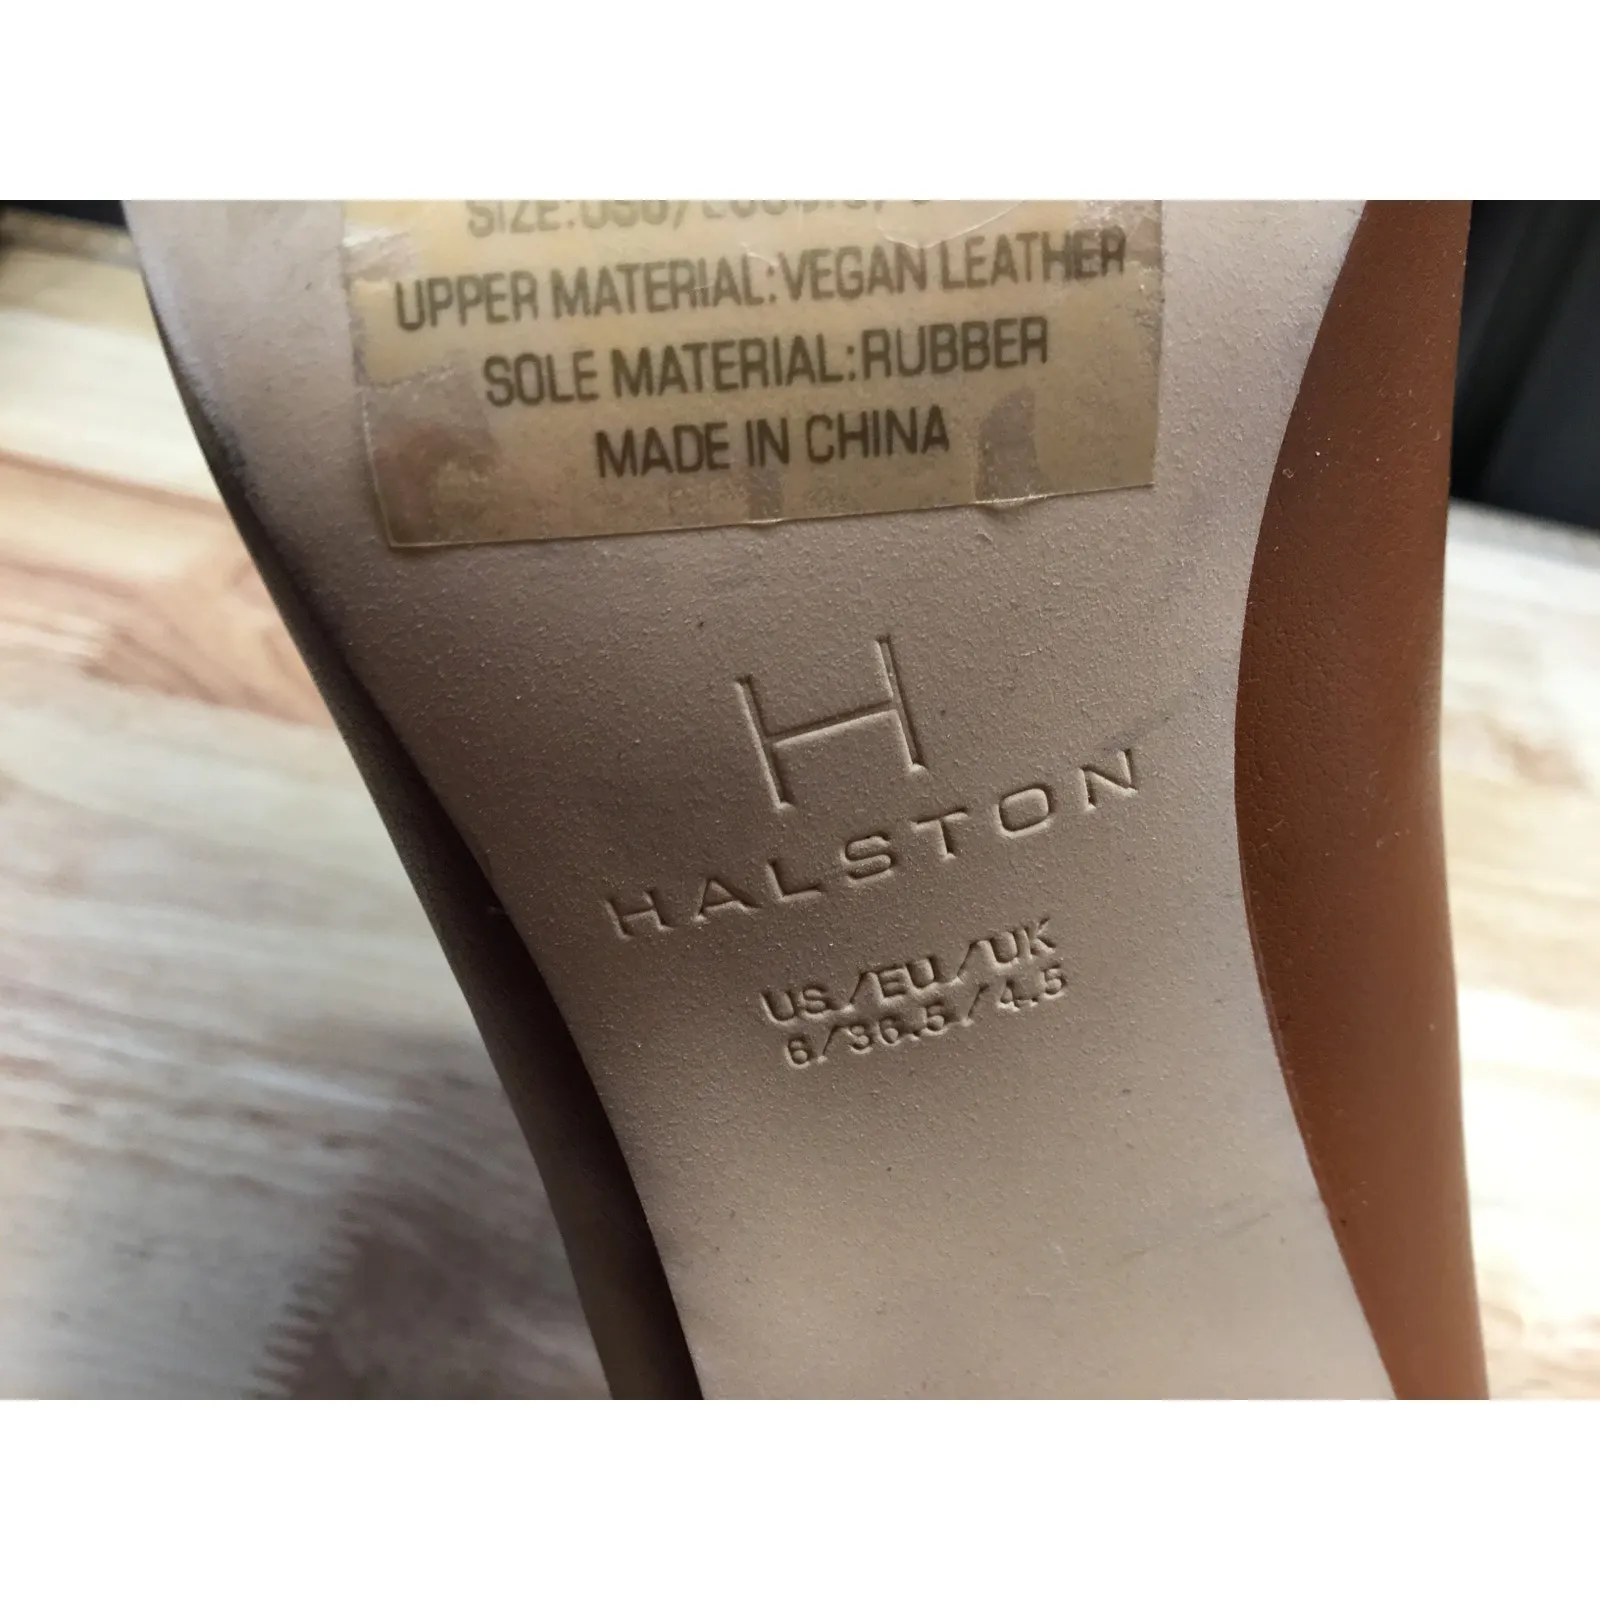 UPPER MATERIAL:VEGAN LEATHER
SOLE MATERIAL:RUBBER
MADE IN CHINA
H
HALSTON
US/EU/UK
6/36.5/4.5